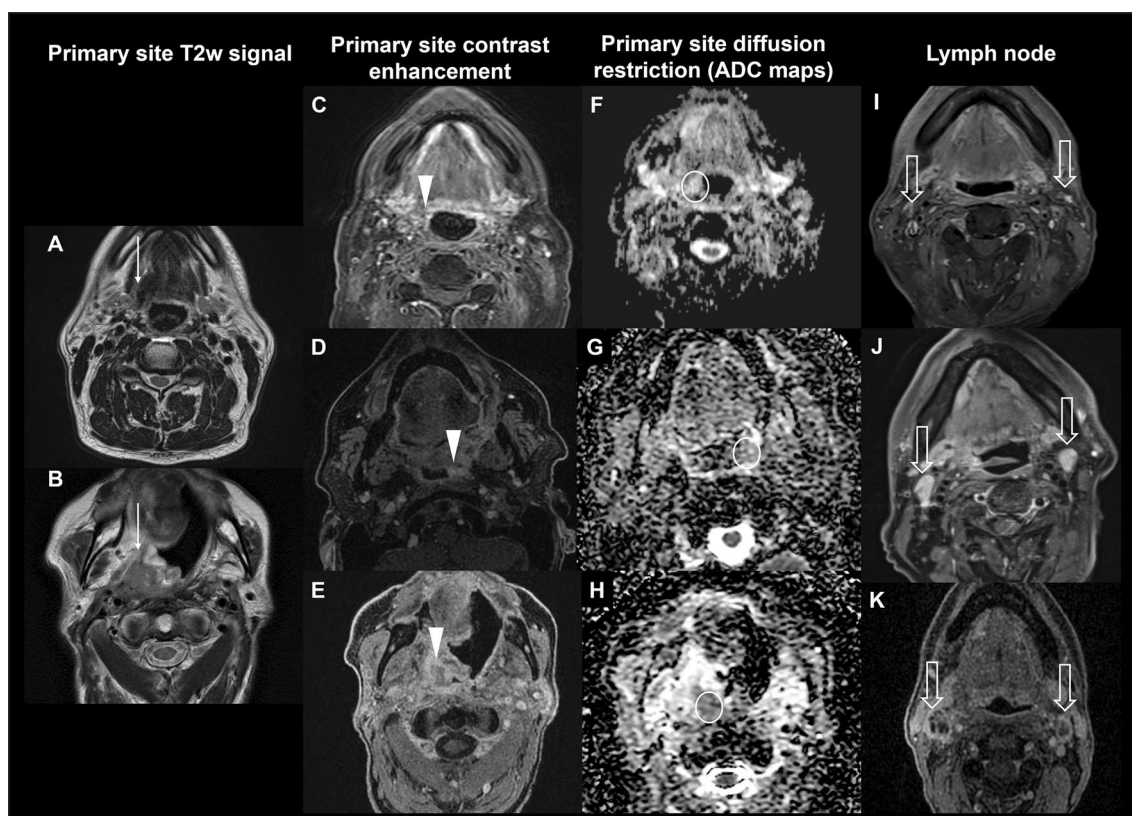 Primary site T2w signal
Primary site contrast
enhancement
Primary site diffusion
restriction (ADC maps)
Lymph node
A
B
C
D
E
F
G
H
I
J
K